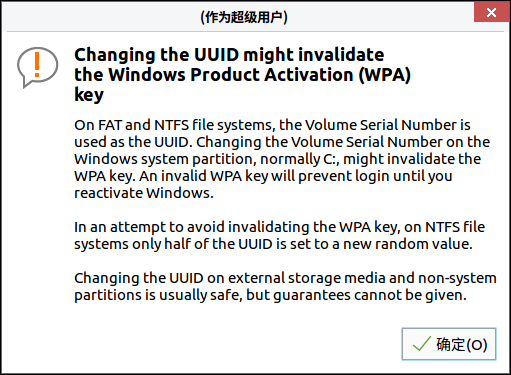 (作为超级用户)
Changing the UUID might invalidate
the Windows Product Activation (WPA)
key
On FAT and NTFS file systems, the Volume Serial Number is
used as the UUID. Changing the Volume Serial Number on the
Windows system partition, normally C:, might invalidate the
WPA key. An invalid WPA key will prevent login until you
reactivate Windows.
In an attempt to avoid invalidating the WPA key, on NTFS file
systems only half of the UUID is set to a new random value.
Changing the UUID on external storage media and non-system
partitions is usually safe, but guarantees cannot be given.
确定(O)